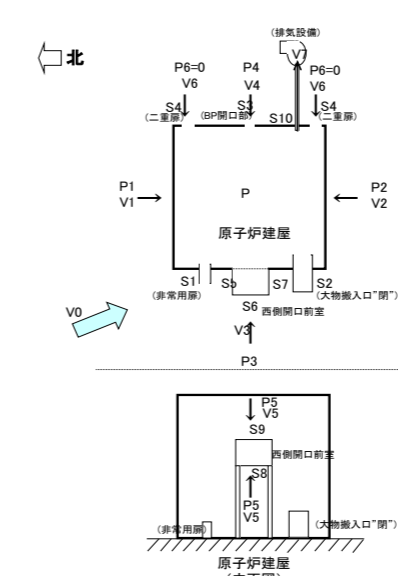 (排気設備)
V7
北
P6=0
P4
P6=0
V6
V4
V6
S4
S3
S4
(二重扉)
(BP開口部)
S10
(二重扉)
P1
V1
P
P2
V2
原子炉建屋
S1
S5
S7
S2
(非常用扉)
S6
西側開口前室
(大物搬入口"閉")
V0
V3
P3
P5
V5
S9
西側開口前室
S8
P5
V5
(非常用扉)
(大物搬入口"閉")
原子炉建屋